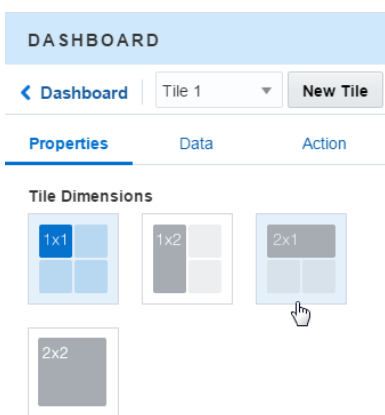 DASHBOARD
Dashboard Tile 1 New Tile
Properties Data Action
Tile Dimensions
1x1 1x2 2x1
2x2